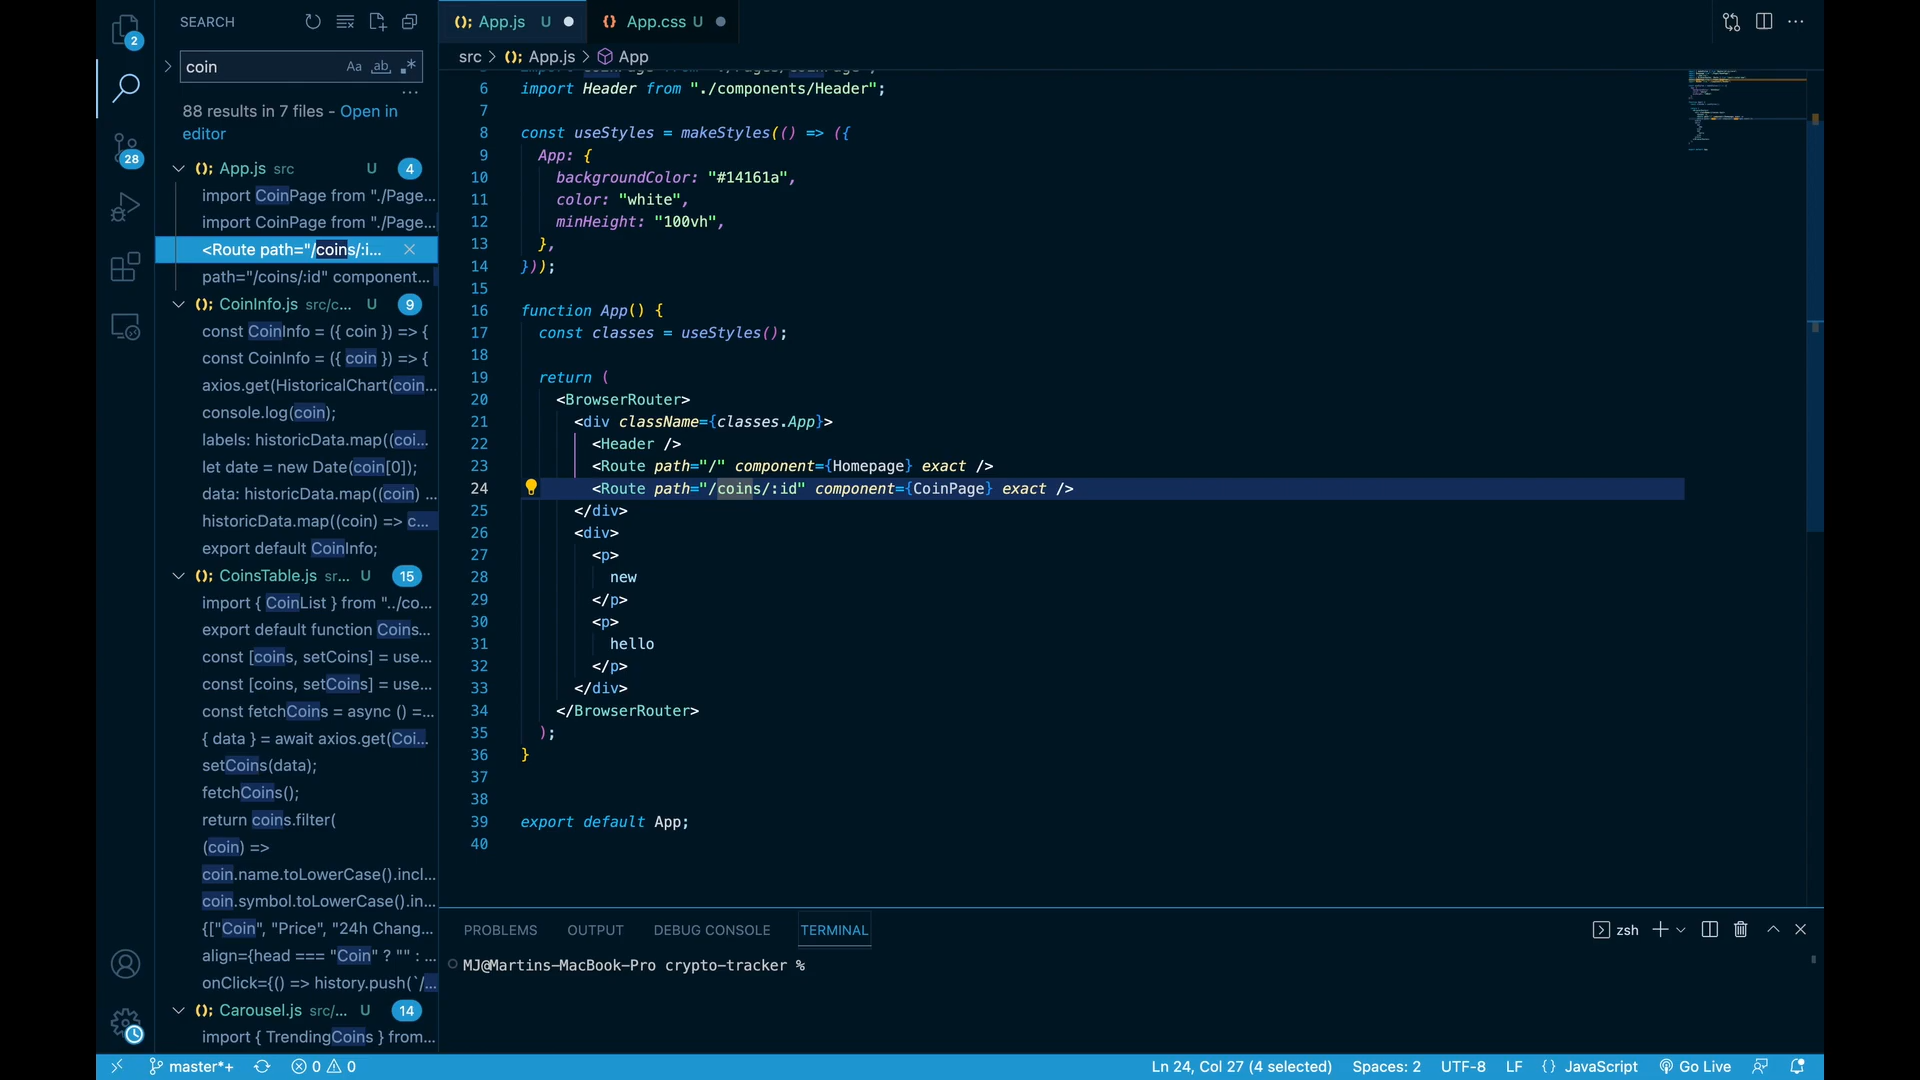 SEARCH
coin
Aa ab .*
88 results in 7 files - Open in
editor
App.js src U 4
import CoinPage from "./Page...
import CoinPage from "./Page...
<Route path="/coins/:i...
path="/coins/:id" component...
CoinInfo.js src/c... U 9
const CoinInfo = ({ coin }) => {
const CoinInfo = ({ coin }) => {
axios.get(HistoricalChart(coin...
console.log(coin);
labels: historicData.map((coi...
let date = new Date(coin[0]);
data: historicData.map((coin) ...
historicData.map((coin) => c...
export default CoinInfo;
CoinsTable.js sr... U 15
import { CoinList } from "../co...
export default function Coins...
const [coins, setCoins] = use...
const [coins, setCoins] = use...
const fetchCoins = async () =...
{ data } = await axios.get(Coi...
setCoins(data);
fetchCoins();
return coins.filter(
(coin) =>
coin.name.toLowerCase().incl...
coin.symbol.toLowerCase().in...
{["Coin", "Price", "24h Chang...
align={head === "Coin" ? "" : ...
onClick={() => history.push(`/...
Carousel.js src/... U 14
import { TrendingCoins } from...
2
28
App.js U
App.css U
src > App.js > App
6 import Header from "./components/Header";
7
8 const useStyles = makeStyles(() => ({
9 App: {
10 backgroundColor: "#14161a",
11 color: "white",
12 minHeight: "100vh",
13 },
14 }));
15
16 function App() {
17 const classes = useStyles();
18
19 return (
20 <BrowserRouter>
21 <div className={classes.App}>
22 <Header />
23 <Route path="/" component={Homepage} exact />
24 <Route path="/coins/:id" component={CoinPage} exact />
25 </div>
26 <div>
27 <p>
28 new
29 </p>
30 <p>
31 hello
32 </p>
33 </div>
34 </BrowserRouter>
35 );
36 }
37
38
39 export default App;
40
PROBLEMS OUTPUT DEBUG CONSOLE TERMINAL zsh
MJ@Martins-MacBook-Pro crypto-tracker %
master*+ 0 0 Ln 24, Col 27 (4 selected) Spaces: 2 UTF-8 LF {} JavaScript Go Live